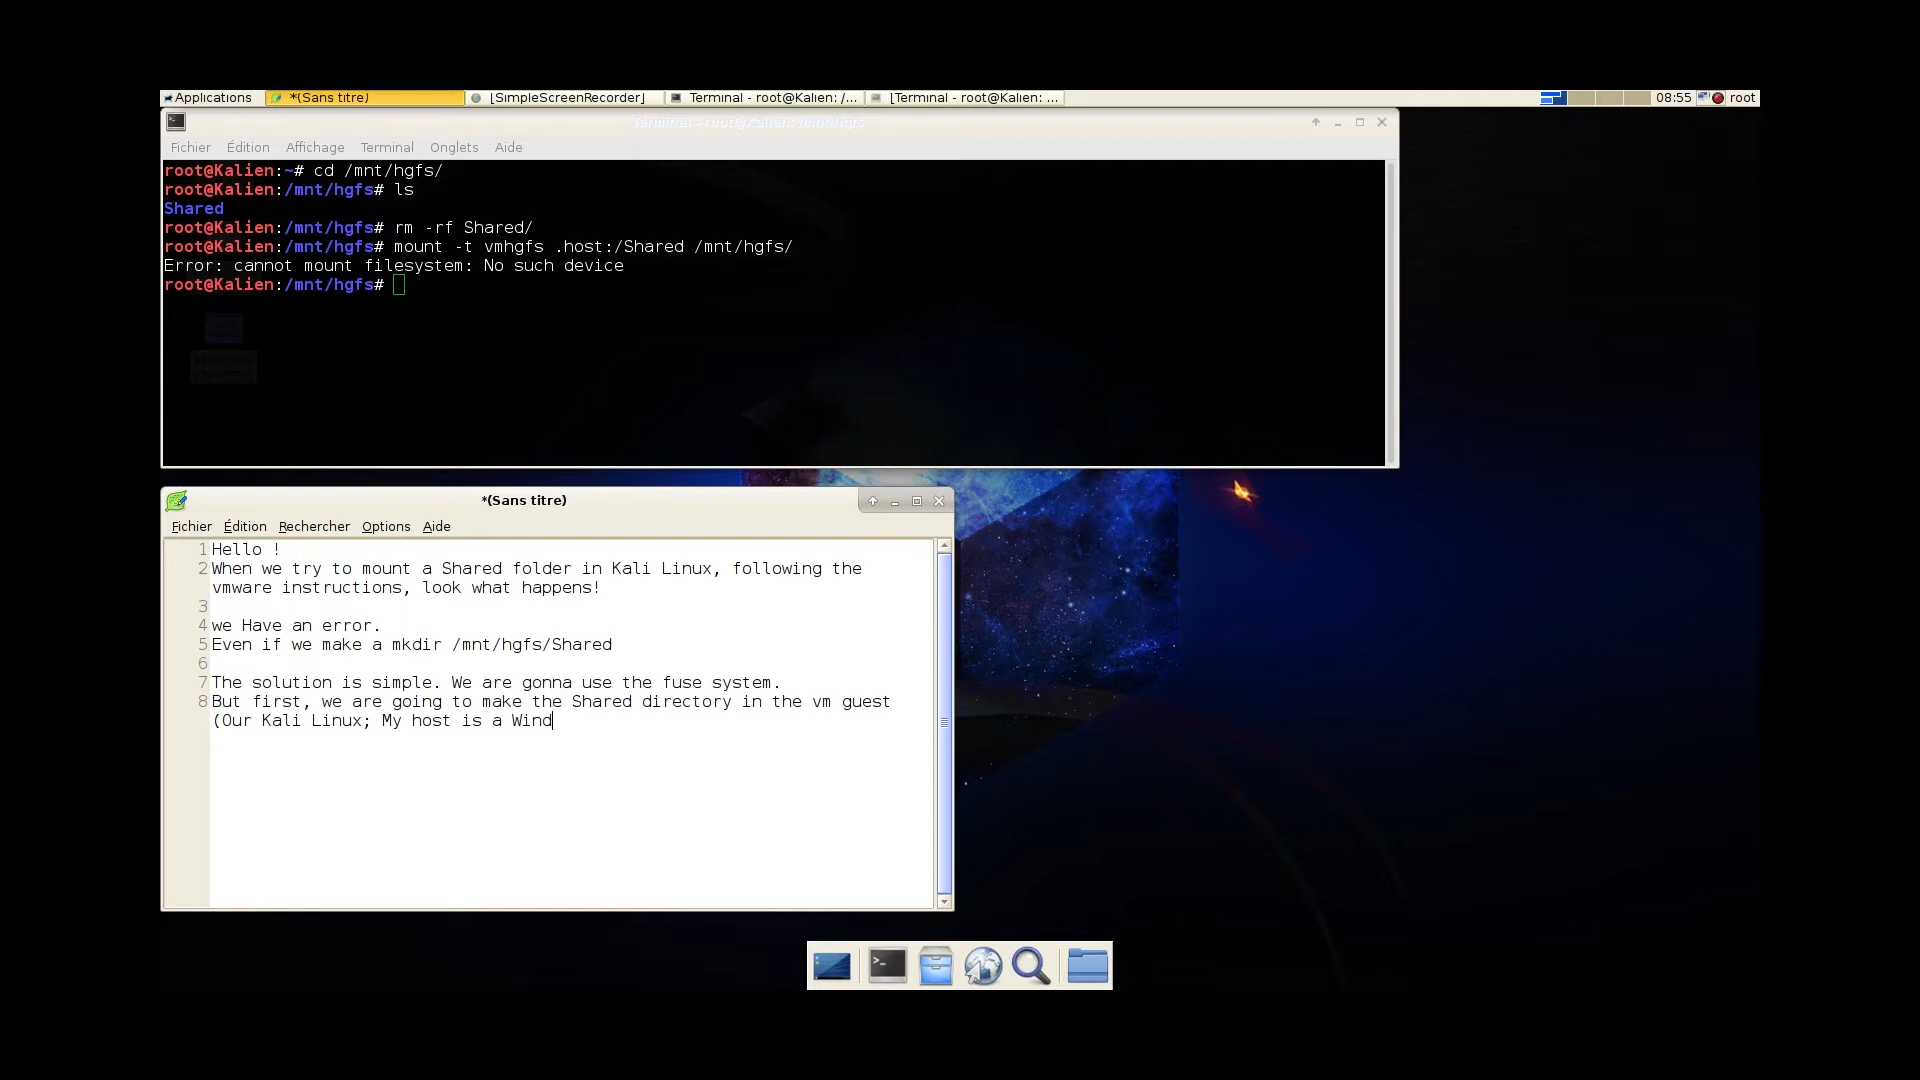 Applications
*(Sans titre)
[SimpleScreenRecorder]
Terminal - root@Kalien: /...
[Terminal - root@Kalien: ...
08:55
root
Terminal - root@Kalien: /mnt/hgfs
Fichier Édition Affichage Terminal Onglets Aide
root@Kalien:~# cd /mnt/hgfs/
root@Kalien:/mnt/hgfs# ls
Shared
root@Kalien:/mnt/hgfs# rm -rf Shared/
root@Kalien:/mnt/hgfs# mount -t vmhgfs .host:/Shared /mnt/hgfs/
Error: cannot mount filesystem: No such device
root@Kalien:/mnt/hgfs#
*(Sans titre)
Fichier Édition Rechercher Options Aide
1 Hello !
2 When we try to mount a Shared folder in Kali Linux, following the
vmware instructions, look what happens!
3
4 we Have an error.
5 Even if we make a mkdir /mnt/hgfs/Shared
6
7 The solution is simple. We are gonna use the fuse system.
8 But first, we are going to make the Shared directory in the vm guest
(Our Kali Linux; My host is a Wind